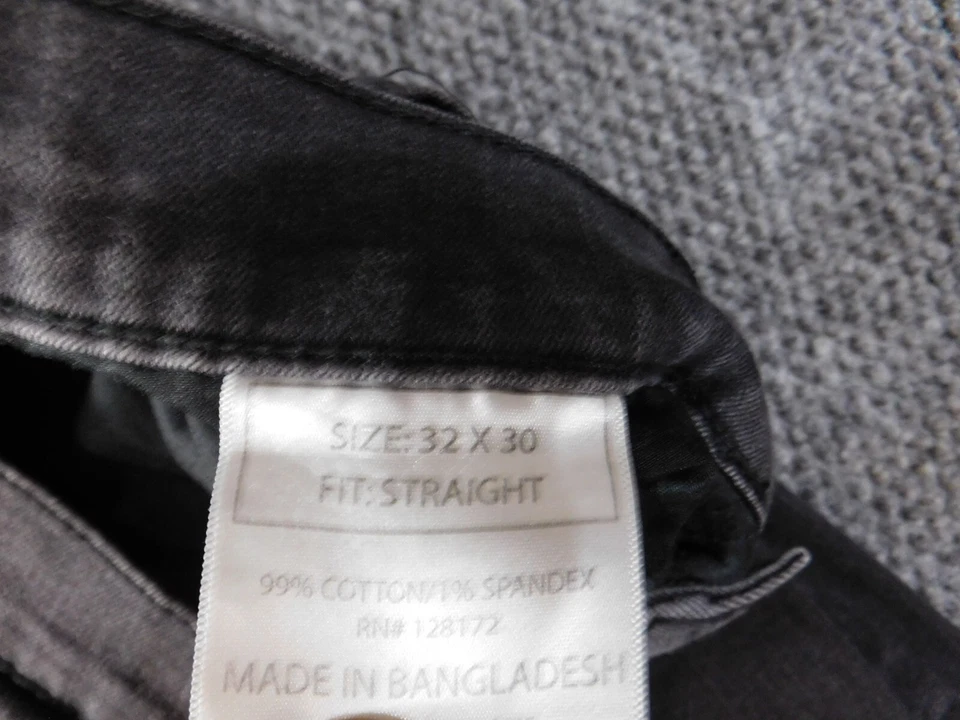 SIZE: 32 X 30
FIT: STRAIGHT
99% COTTON/1% SPANDEX
RN# 128172
MADE IN BANGLADESH